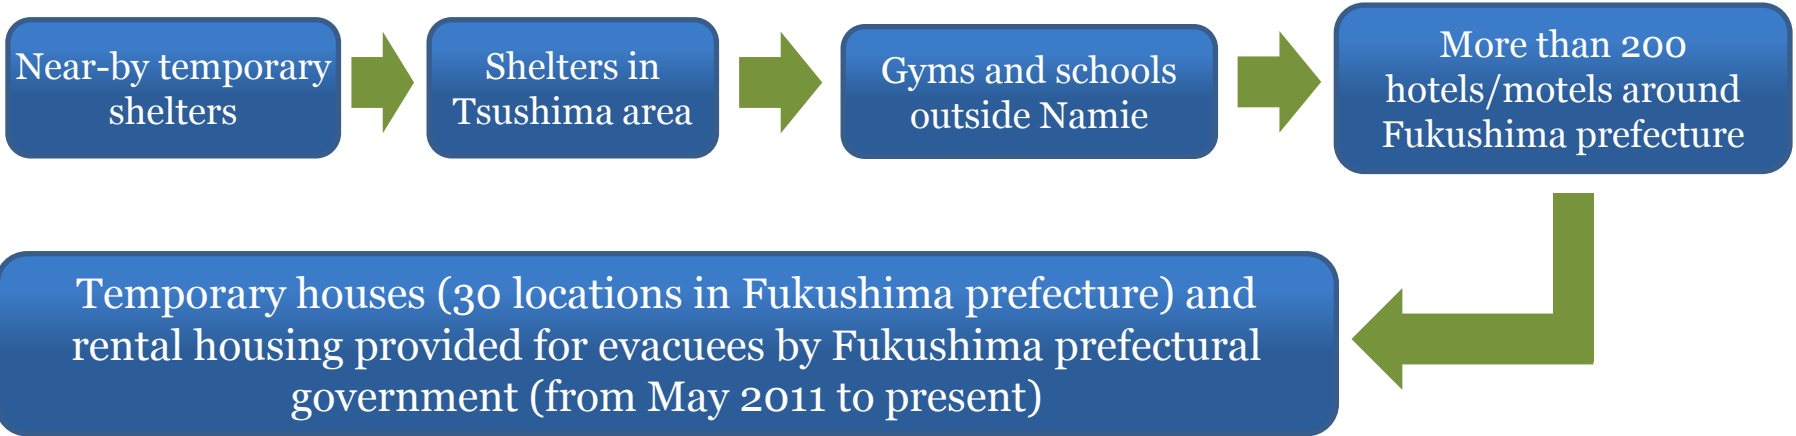 Near-by temporary
shelters
Shelters in
Tsushima area
Gyms and schools
outside Namie
More than 200
hotels/motels around
Fukushima prefecture
Temporary houses (30 locations in Fukushima prefecture) and
rental housing provided for evacuees by Fukushima prefectural
government (from May 2011 to present)